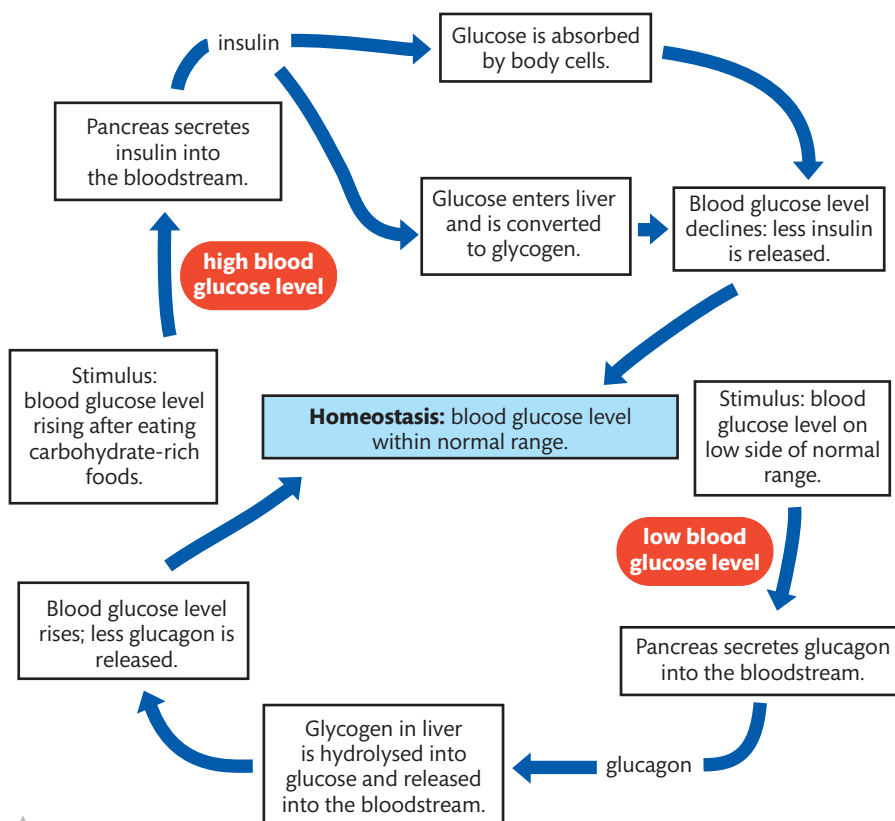 insulin
Glucose is absorbed
by body cells.
Pancreas secretes
insulin into
the bloodstream.
Glucose enters liver
and is converted
to glycogen.
Blood glucose level
declines: less insulin
is released.
high blood
glucose level
Stimulus:
blood glucose level
rising after eating
carbohydrate-rich
foods.
Homeostasis: blood glucose level
within normal range.
Stimulus: blood
glucose level on
low side of normal
range.
low blood
glucose level
Pancreas secretes glucagon
into the bloodstream.
glucagon
Glycogen in liver
is hydrolysed into
glucose and released
into the bloodstream.
Blood glucose level
rises; less glucagon is
released.